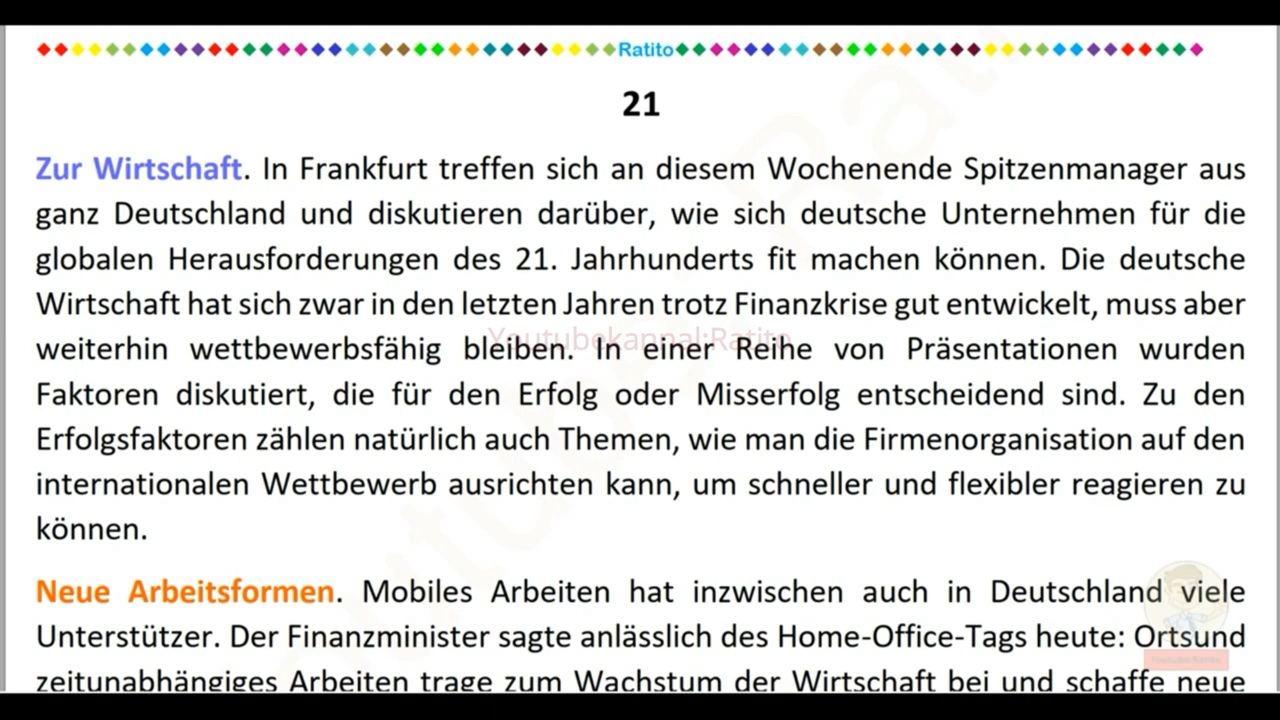 Ratito
21
Zur Wirtschaft. In Frankfurt treffen sich an diesem Wochenende Spitzenmanager aus
ganz Deutschland und diskutieren darüber, wie sich deutsche Unternehmen für die
globalen Herausforderungen des 21. Jahrhunderts fit machen können. Die deutsche
Wirtschaft hat sich zwar in den letzten Jahren trotz Finanzkrise gut entwickelt, muss aber
Youtubekannal:Ratito
weiterhin wettbewerbsfähig bleiben. In einer Reihe von Präsentationen wurden
Faktoren diskutiert, die für den Erfolg oder Misserfolg entscheidend sind. Zu den
Erfolgsfaktoren zählen natürlich auch Themen, wie man die Firmenorganisation auf den
internationalen Wettbewerb ausrichten kann, um schneller und flexibler reagieren zu
können.
Neue Arbeitsformen. Mobiles Arbeiten hat inzwischen auch in Deutschland viele
Unterstützer. Der Finanzminister sagte anlässlich des Home-Office-Tags heute: Ortsund
zeitunabhängiges Arbeiten trage zum Wachstum der Wirtschaft bei und schaffe neue